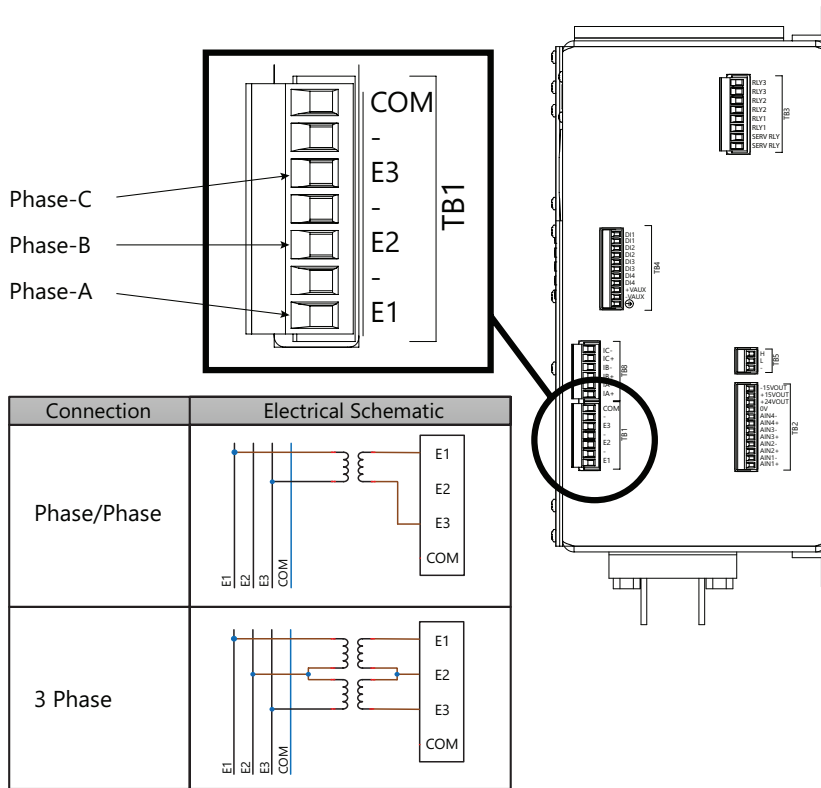 COM
-
E3
-
E2
-
E1
TB1
Phase-C
Phase-B
Phase-A
RLY3
RLY3
RLY2
RLY2
RLY1
RLY1
SERV RLY
SERV RLY
TB3
DI1
DI1
DI2
DI2
DI3
DI3
DI4
DI4
+VAUX
-VAUX
TB4
IC-
IC+
IB-
IB+
IA-
IA+
TB8
COM
-
E3
-
E2
-
E1
TB1
H
L
-
TB5
-15VOUT
+15VOUT
+24VOUT
0V
AIN4-
AIN4+
AIN3-
AIN3+
AIN2-
AIN2+
AIN1-
AIN1+
TB2
Connection Electrical Schematic
Phase/Phase
E1
E2
E3
COM
E1
E2
E3
COM
3 Phase
E1
E2
E3
COM
E1
E2
E3
COM